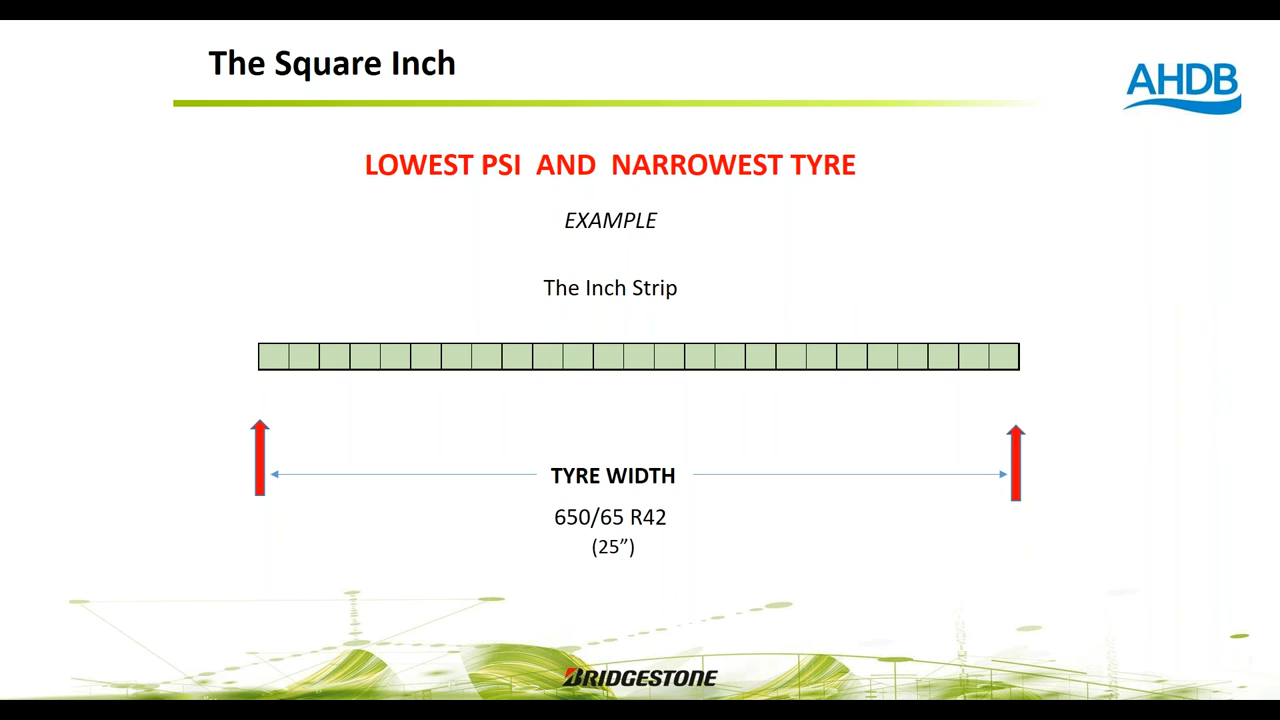 The Square Inch
AHDB
LOWEST PSI AND NARROWEST TYRE
EXAMPLE
The Inch Strip
TYRE WIDTH
650/65 R42
(25”)
BRIDGESTONE